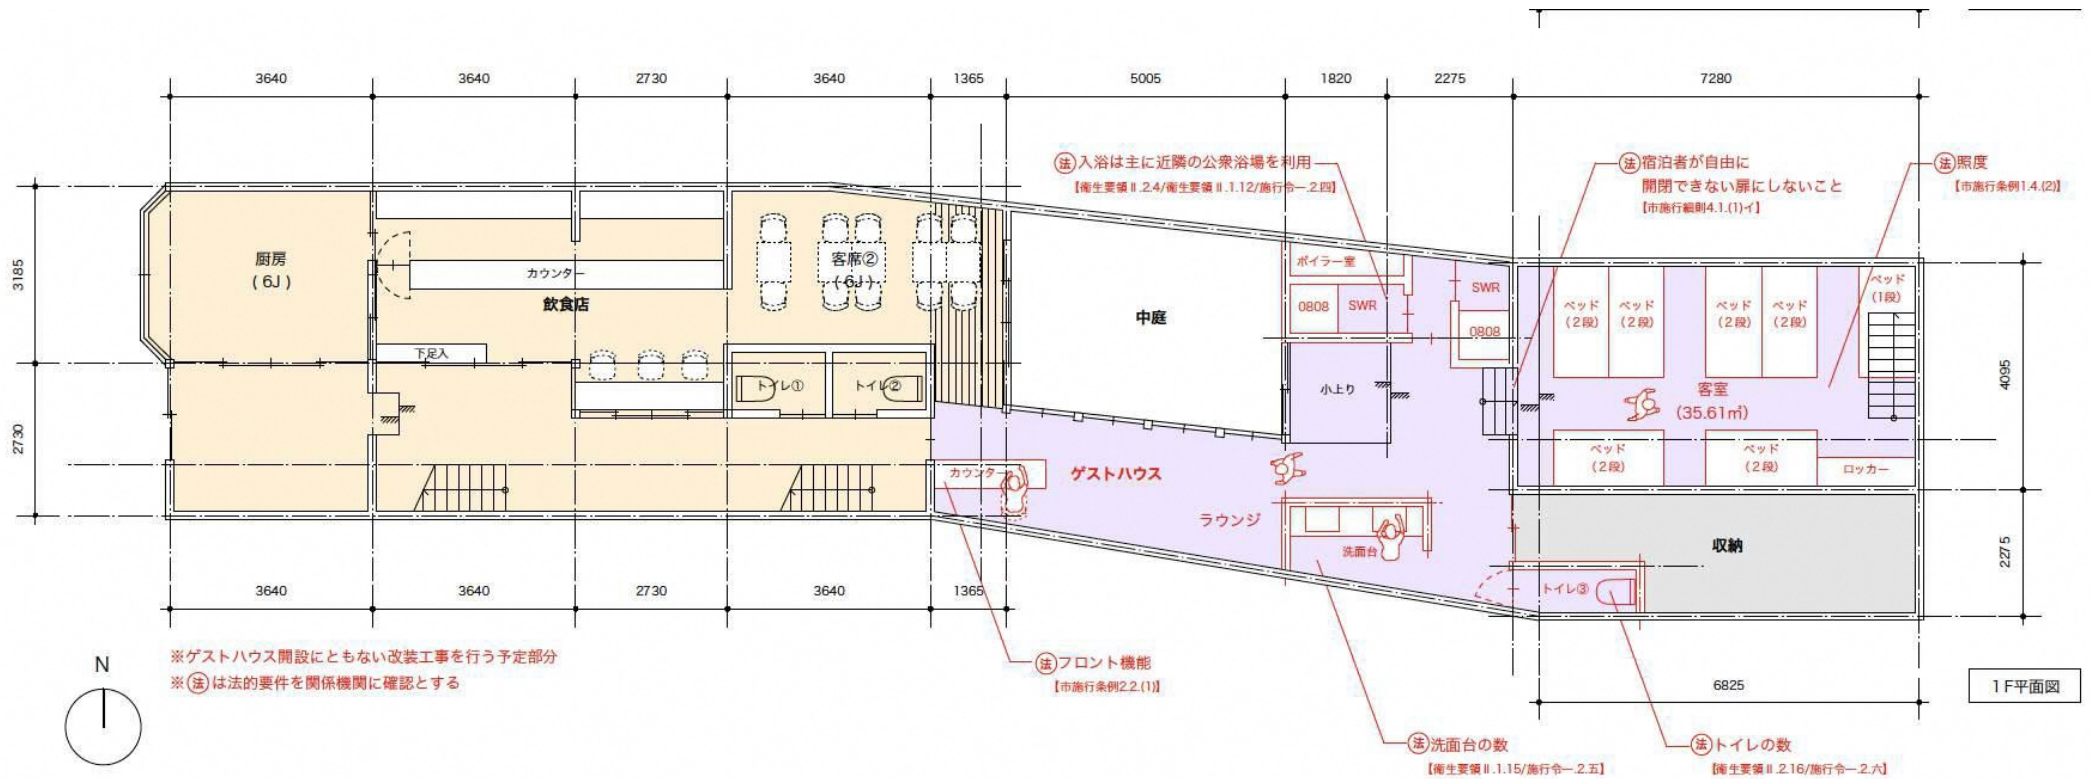 3640
3640
2730
3640
1365
5005
1820
2275
7280
法 入浴は主に近隣の公衆浴場を利用
【衛生要領Ⅱ.2.4/衛生要領Ⅱ.1.12/施行令一.2.四】
法 宿泊者が自由に
開閉できない扉にしないこと
【市施行細則4.1.(1)イ】
法 照度
【市施行条例1.4.(2)】
3185
2730
厨房
( 6J )
カウンター
飲食店
下足入
客席②
( 6J )
トイレ①
トイレ②
中庭
ボイラー室
0808
SWR
SWR
0808
小上り
ベッド
(2段)
ベッド
(2段)
ベッド
(2段)
ベッド
(2段)
ベッド
(1段)
客室
(35.61㎡)
ベッド
(2段)
ベッド
(2段)
ロッカー
4095
2275
カウンター
ゲストハウス
ラウンジ
洗面台
収納
トイレ③
3640
3640
2730
3640
1365
6825
※ゲストハウス開設にともない改装工事を行う予定部分
※ 法 は法的要件を関係機関に確認とする
N
法 フロント機能
【市施行条例2.2.(1)】
法 洗面台の数
【衛生要領Ⅱ.1.15/施行令一.2.五】
法 トイレの数
【衛生要領Ⅱ.2.16/施行令一.2.六】
1F平面図